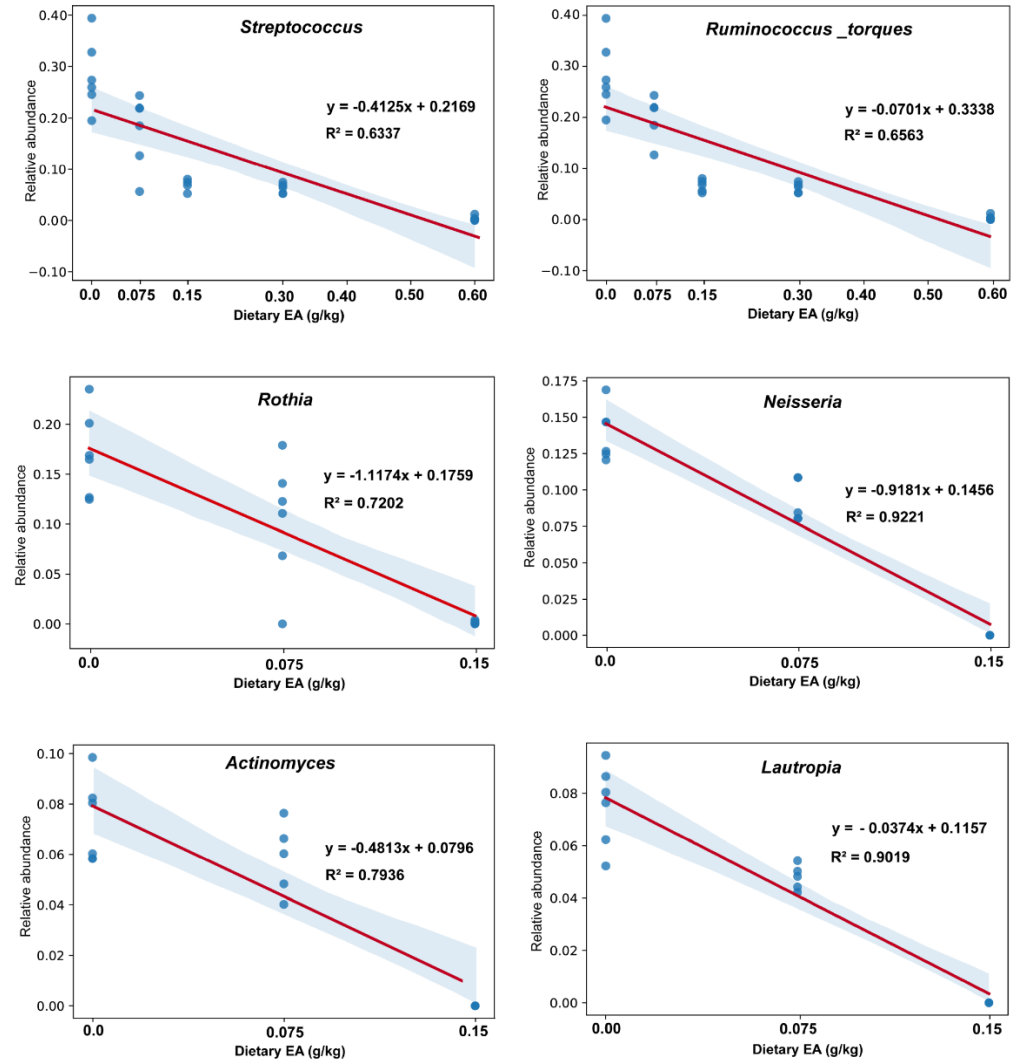 Streptococcus
y = -0.4125x + 0.2169
R² = 0.6337
Relative abundance
0.40
0.30
0.20
0.10
0.00
−0.10
0.0 0.075 0.15 0.30 0.40 0.50 0.60
Dietary EA (g/kg)
Ruminococcus _torques
y = -0.0701x + 0.3338
R² = 0.6563
Relative abundance
0.40
0.30
0.20
0.10
0.00
−0.10
0.0 0.075 0.15 0.30 0.40 0.50 0.60
Dietary EA (g/kg)
Rothia
y = -1.1174x + 0.1759
R² = 0.7202
Relative abundance
0.20
0.15
0.10
0.05
0.00
0.0 0.075 0.15
Dietary EA (g/kg)
Neisseria
y = -0.9181x + 0.1456
R² = 0.9221
Relative abundance
0.175
0.150
0.125
0.100
0.075
0.050
0.025
0.000
0.0 0.075 0.15
Dietary EA (g/kg)
Actinomyces
y = -0.4813x + 0.0796
R² = 0.7936
Relative abundance
0.10
0.08
0.06
0.04
0.02
0.00
0.0 0.075 0.15
Dietary EA (g/kg)
Lautropia
y = - 0.0374x + 0.1157
R² = 0.9019
Relative abundance
0.08
0.06
0.04
0.02
0.00
0.00 0.075 0.15
Dietary EA (g/kg)